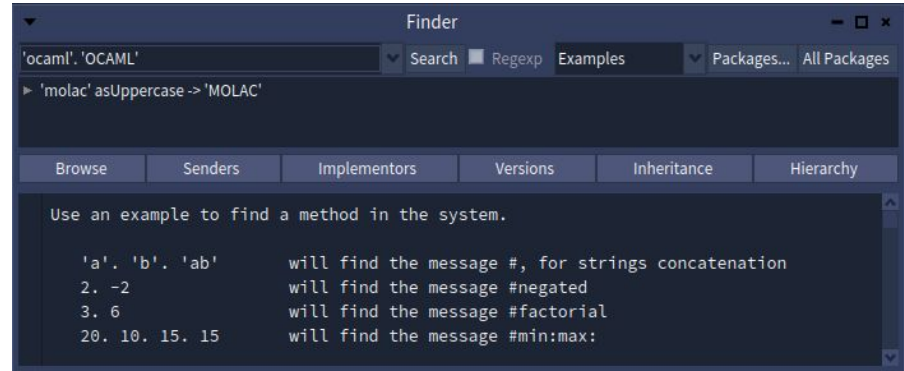 Finder
'ocaml'. 'OCAML' Search Regexp Examples Packages... All Packages
'molac' asUppercase -> 'MOLAC'
Browse Senders Implementors Versions Inheritance Hierarchy
Use an example to find a method in the system.
'a'. 'b'. 'ab' will find the message #, for strings concatenation
2. -2 will find the message #negated
3. 6 will find the message #factorial
20. 10. 15. 15 will find the message #min:max: